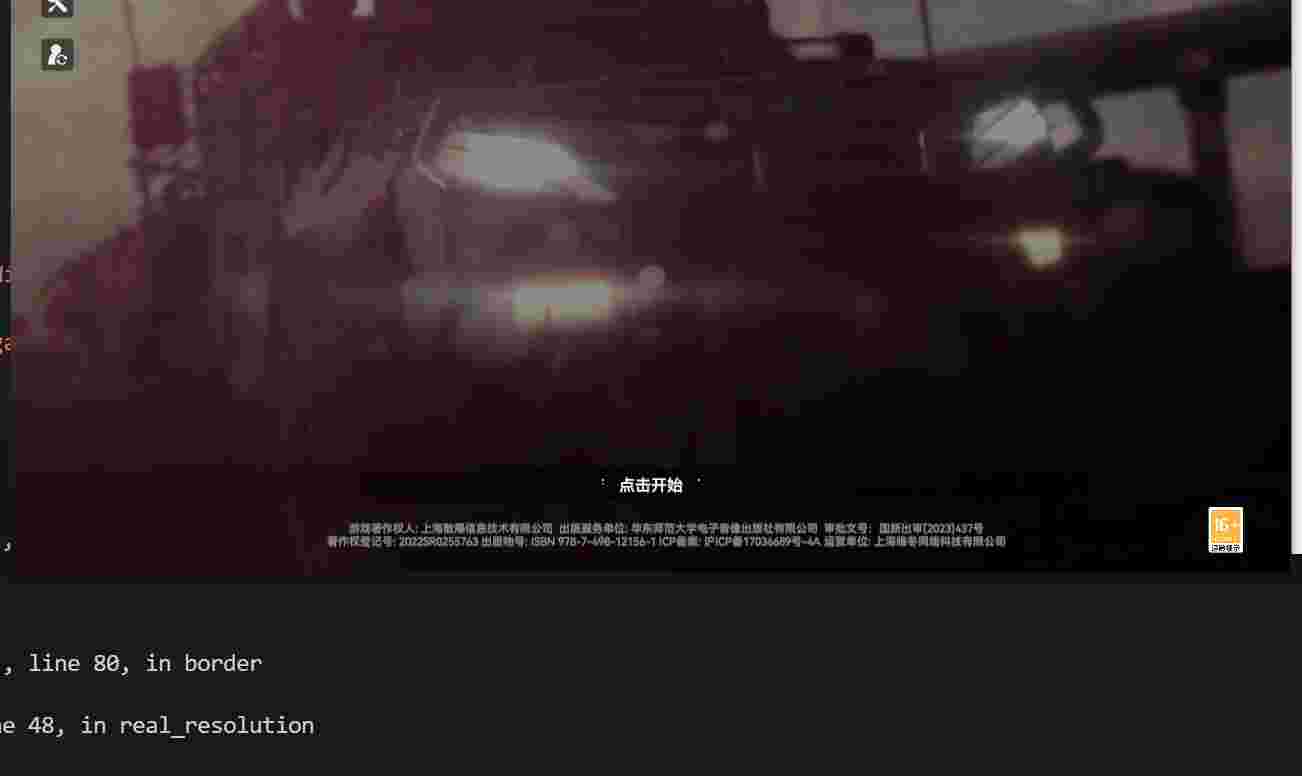 点击开始
游戏著作权人: 上海散爆信息技术有限公司 出版服务单位: 华东师范大学电子音像出版社有限公司 审批文号: 国新出审[2023]437号
著作权登记号: 2022SR0255763 出版物号: ISBN 978-7-498-12156-1 ICP备案: 沪ICP备17036689号-4A 运营单位: 上海暗冬网络科技有限公司
16+
, line 80, in border
e 48, in real_resolution